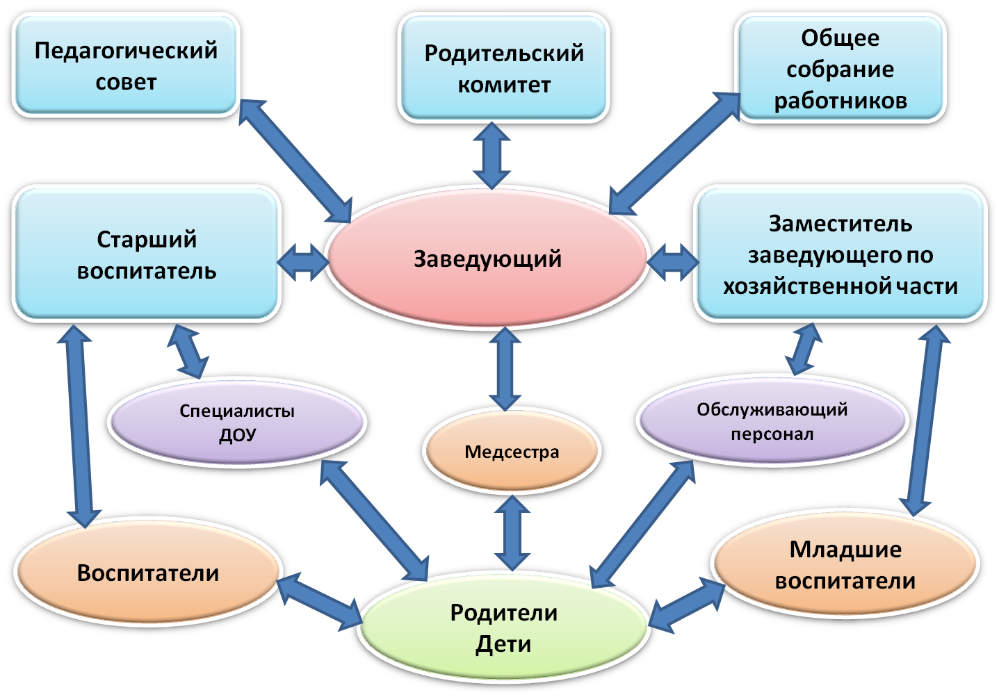 Педагогический
совет
Родительский
комитет
Общее
собрание
работников
Старший
воспитатель
Заведующий
Заместитель
заведующего по
хозяйственной части
Специалисты
ДОУ
Медсестра
Обслуживающий
персонал
Воспитатели
Младшие
воспитатели
Родители
Дети